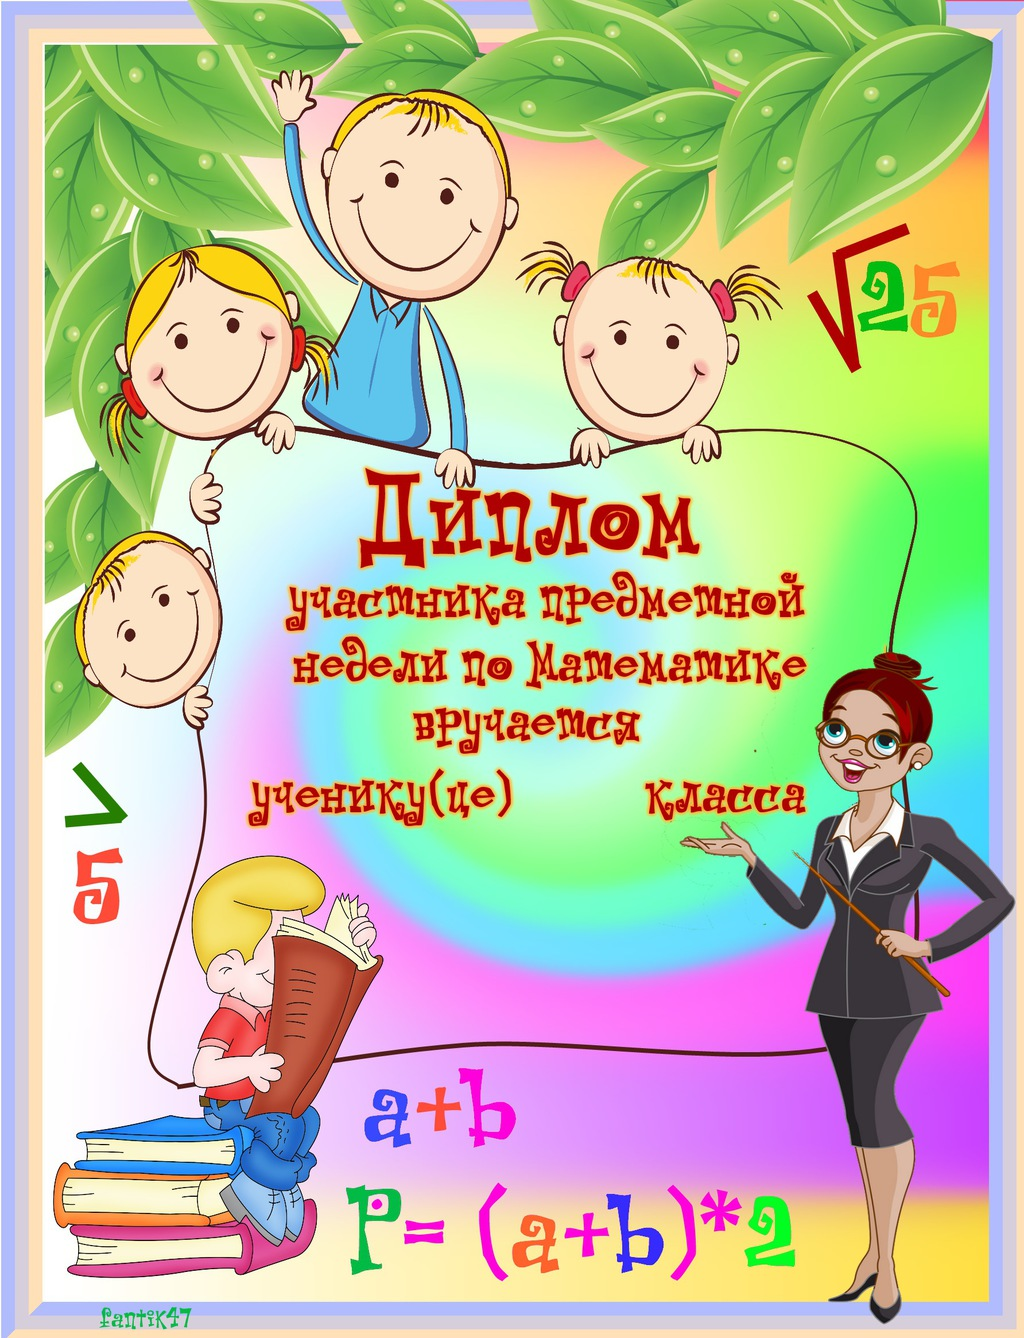 √25
Диплом
участника предметной
недели по Математике
вручается
ученику(це) класса
>
5
a+b
P= (a+b)*2
fantik47